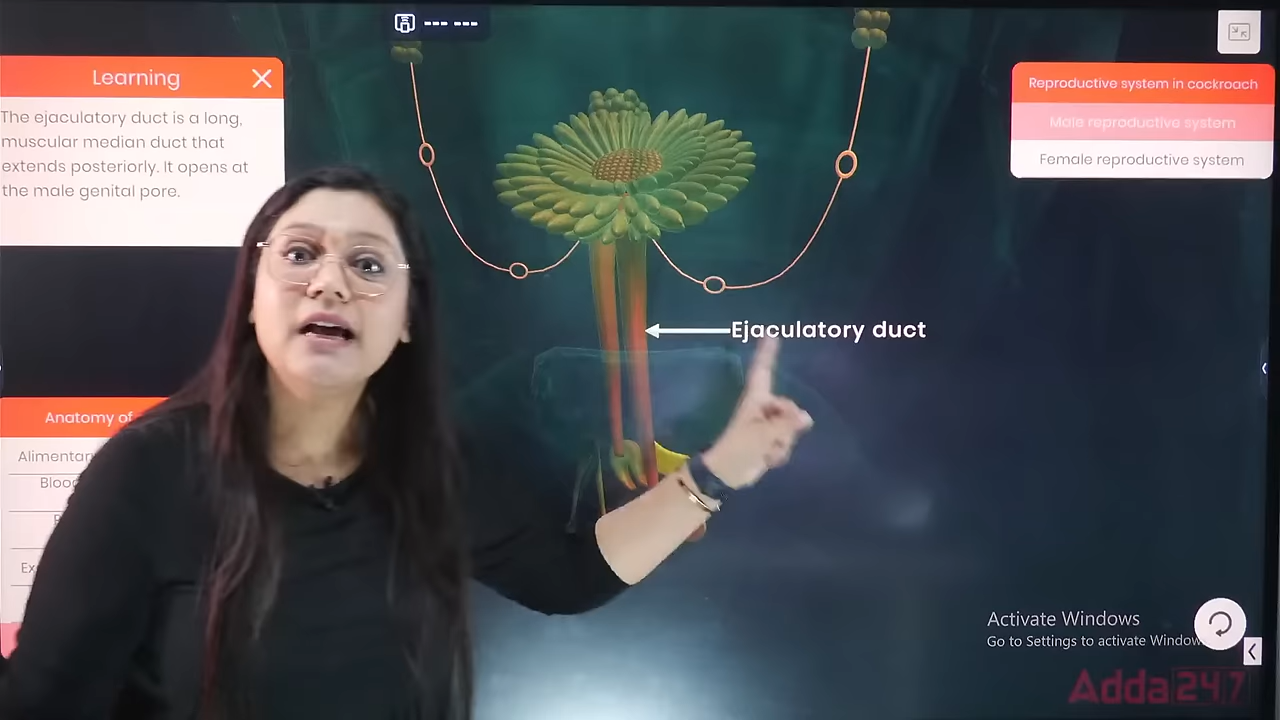 Learning
The ejaculatory duct is a long,
muscular median duct that
extends posteriorly. It opens at
the male genital pore.
Reproductive system in cockroach
Male reproductive system
Female reproductive system
Ejaculatory duct
Anatomy of
Activate Windows
Go to Settings to activate
Adda247